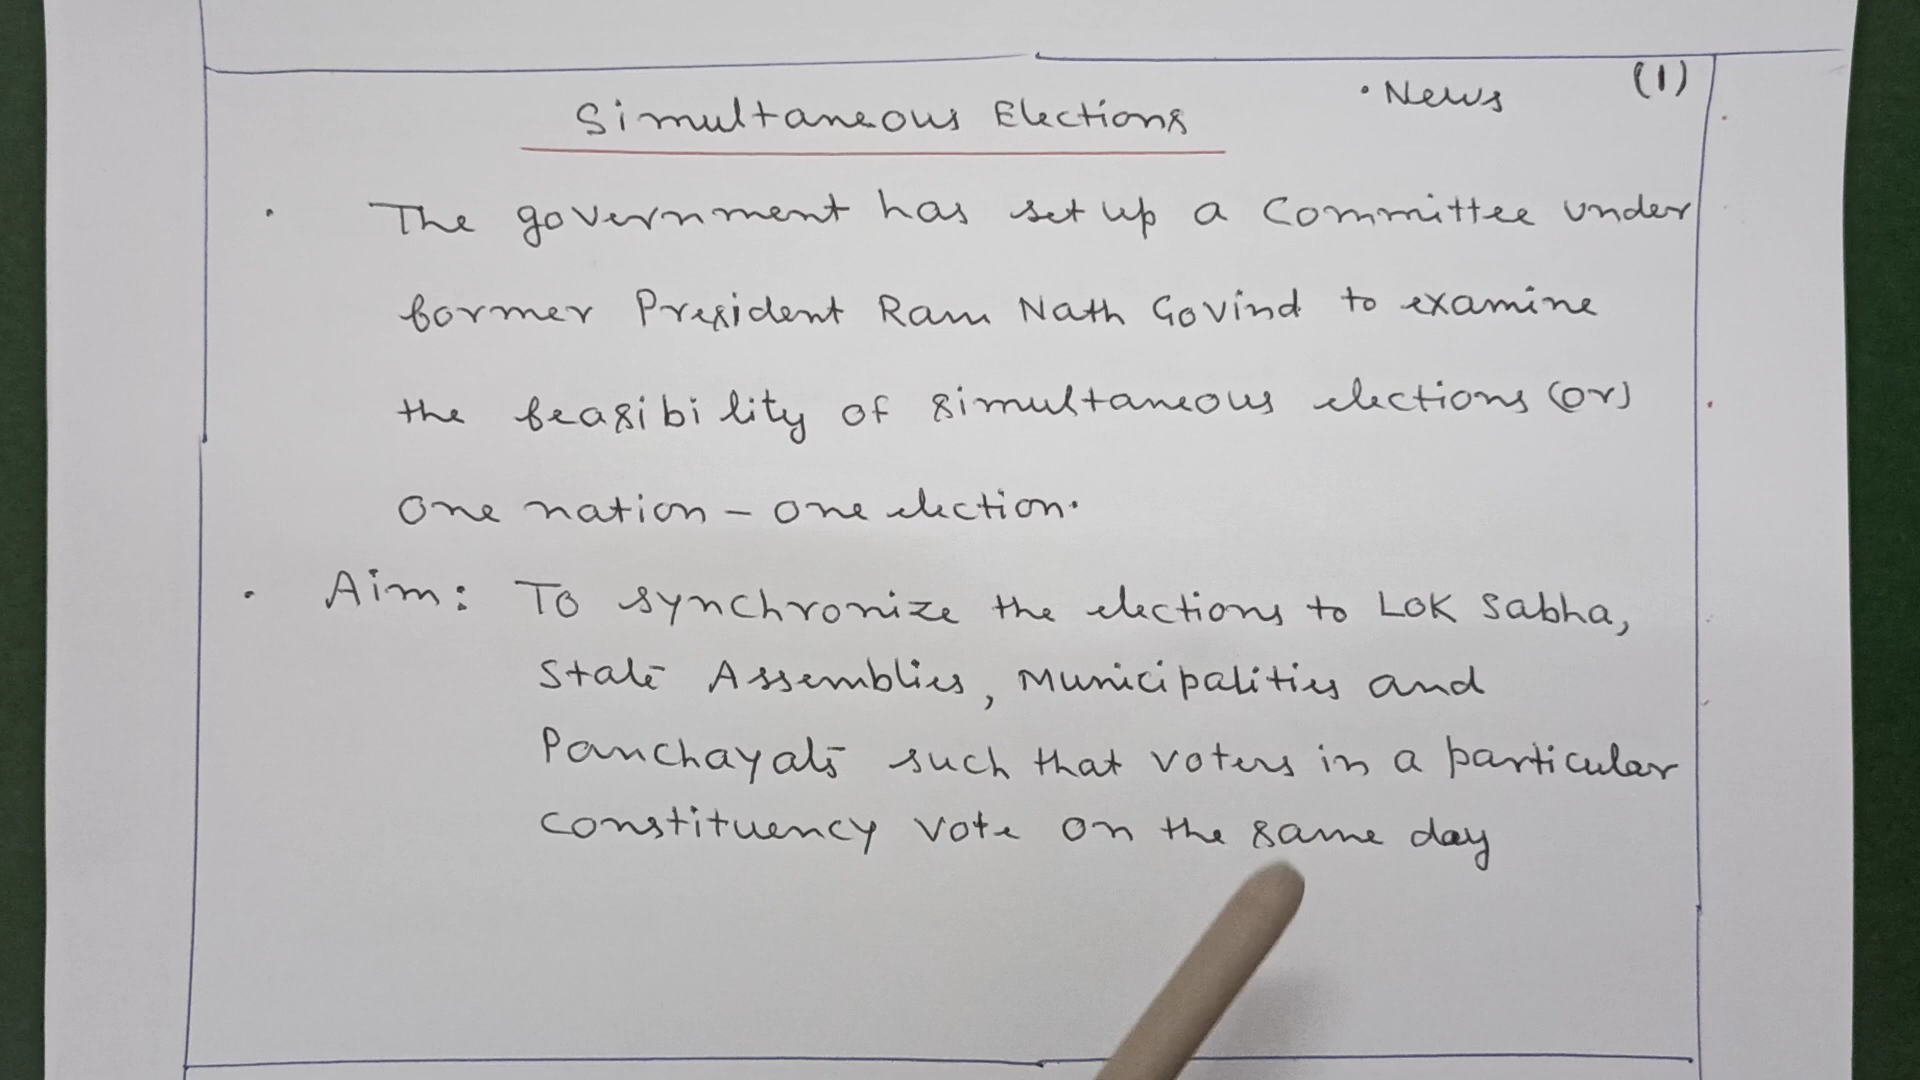 Simultaneous Elections
• News
(1)
• The government has set up a Committee under
former President Ram Nath Govind to examine
the feasibility of simultaneous elections (or)
One nation - one election.
• Aim: To synchronize the elections to Lok Sabha,
State Assemblies, Municipalities and
Panchayats such that voters in a particular
constituency vote on the same day